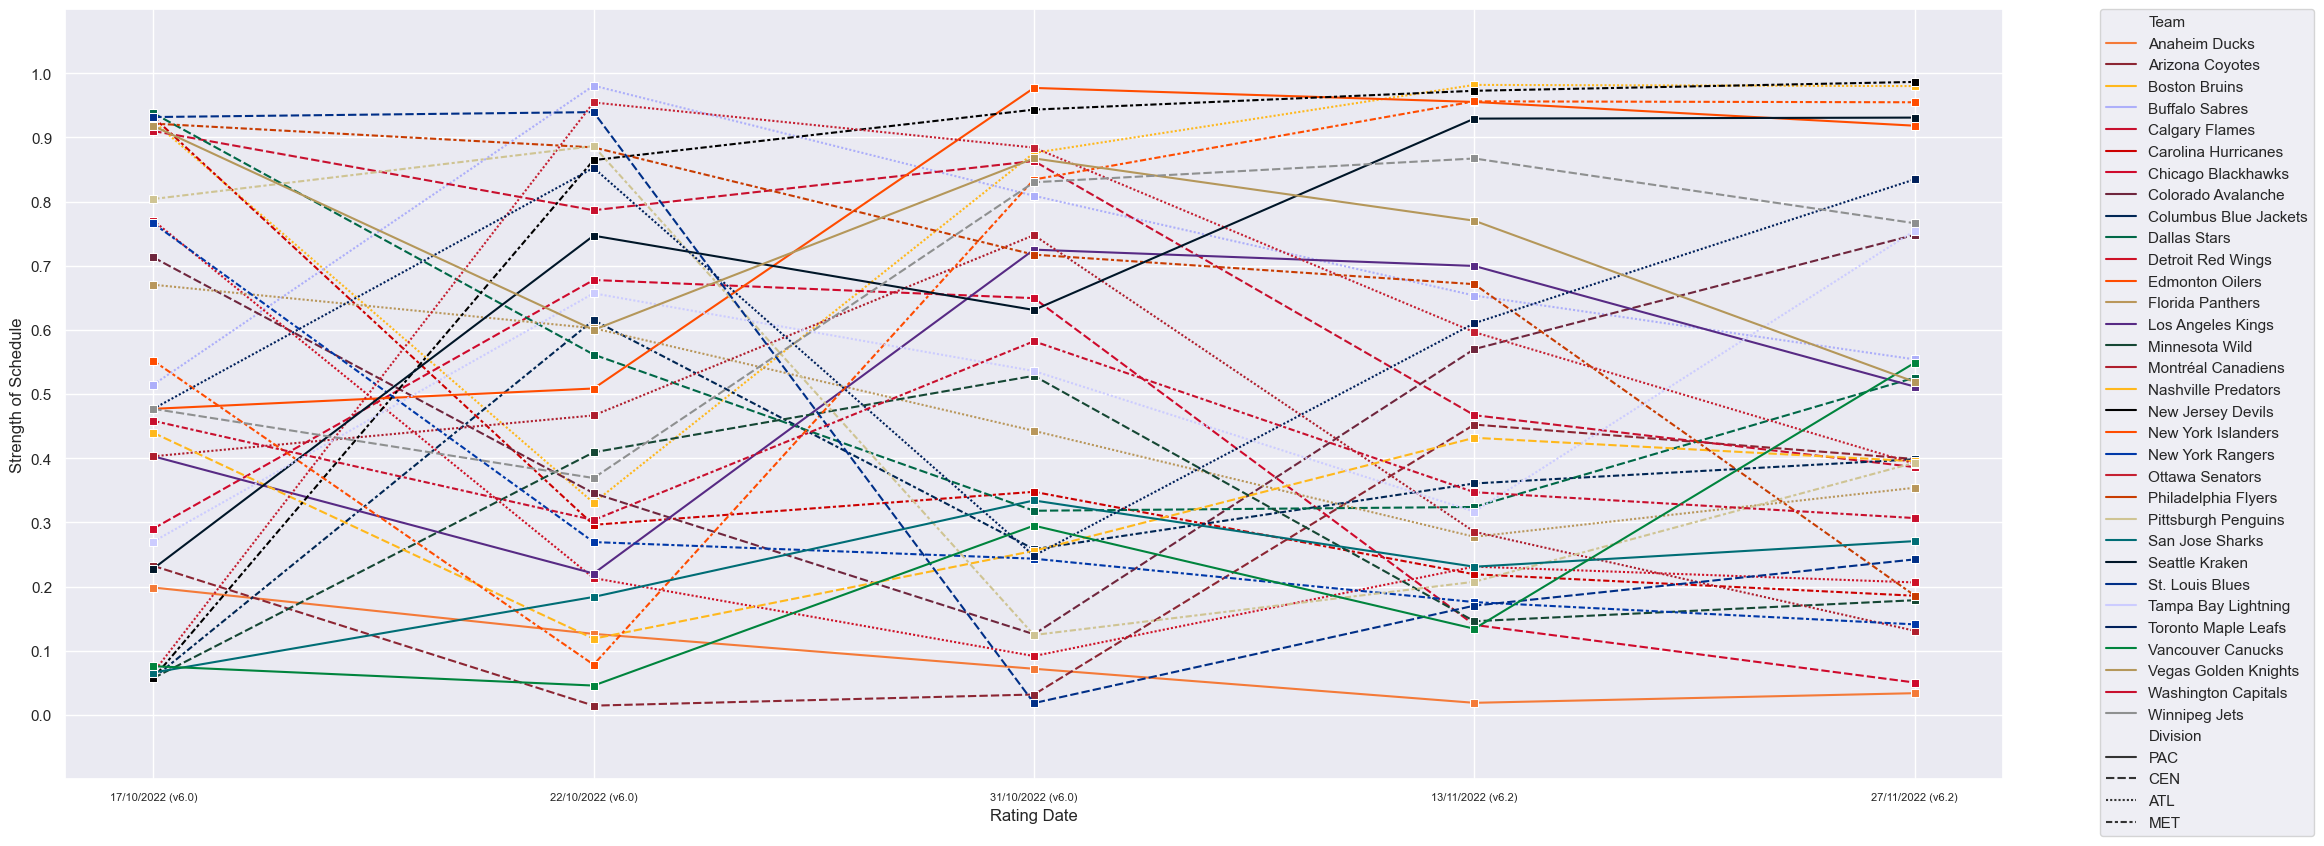 Strength of Schedule
1.0
0.9
0.8
0.7
0.6
0.5
0.4
0.3
0.2
0.1
0.0
17/10/2022 (v6.0)
22/10/2022 (v6.0)
31/10/2022 (v6.0)
13/11/2022 (v6.2)
27/11/2022 (v6.2)
Rating Date
Team
Anaheim Ducks
Arizona Coyotes
Boston Bruins
Buffalo Sabres
Calgary Flames
Carolina Hurricanes
Chicago Blackhawks
Colorado Avalanche
Columbus Blue Jackets
Dallas Stars
Detroit Red Wings
Edmonton Oilers
Florida Panthers
Los Angeles Kings
Minnesota Wild
Montréal Canadiens
Nashville Predators
New Jersey Devils
New York Islanders
New York Rangers
Ottawa Senators
Philadelphia Flyers
Pittsburgh Penguins
San Jose Sharks
Seattle Kraken
St. Louis Blues
Tampa Bay Lightning
Toronto Maple Leafs
Vancouver Canucks
Vegas Golden Knights
Washington Capitals
Winnipeg Jets
Division
PAC
CEN
ATL
MET